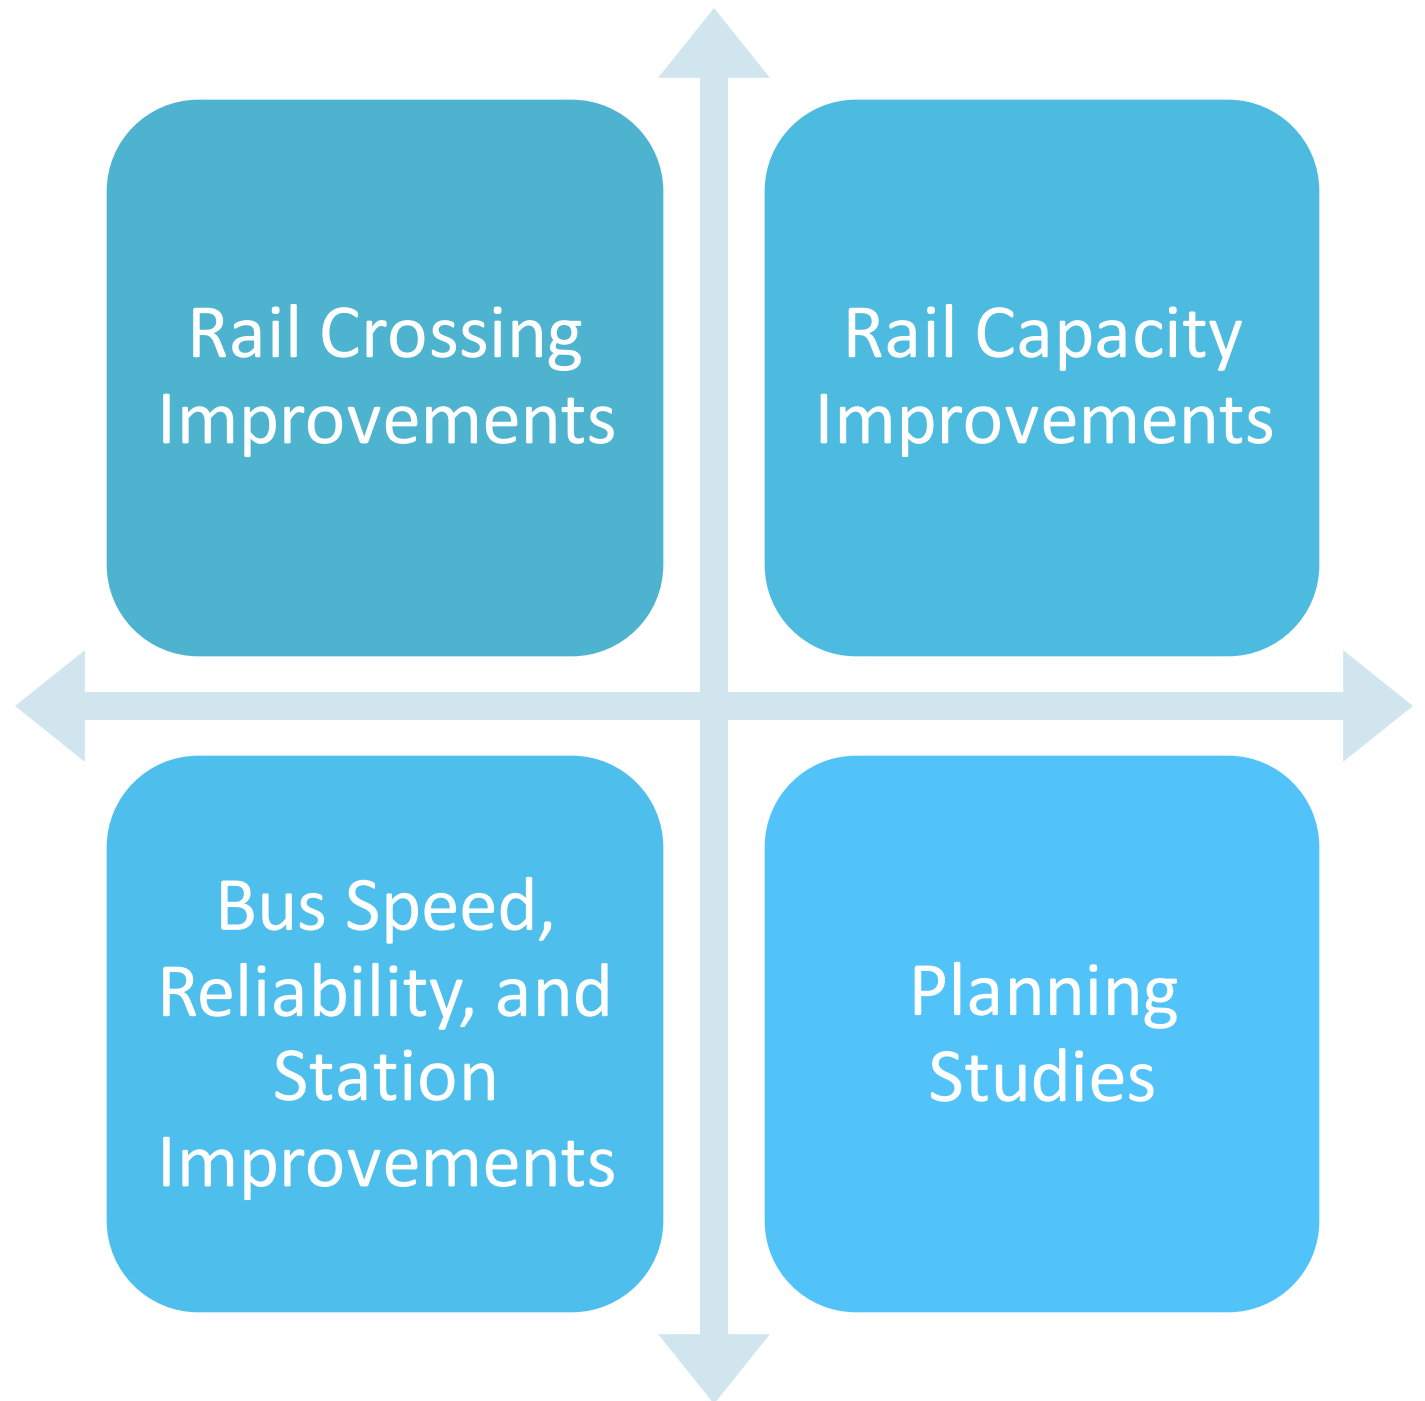 Rail Crossing
Improvements
Rail Capacity
Improvements
Bus Speed,
Reliability, and
Station
Improvements
Planning
Studies